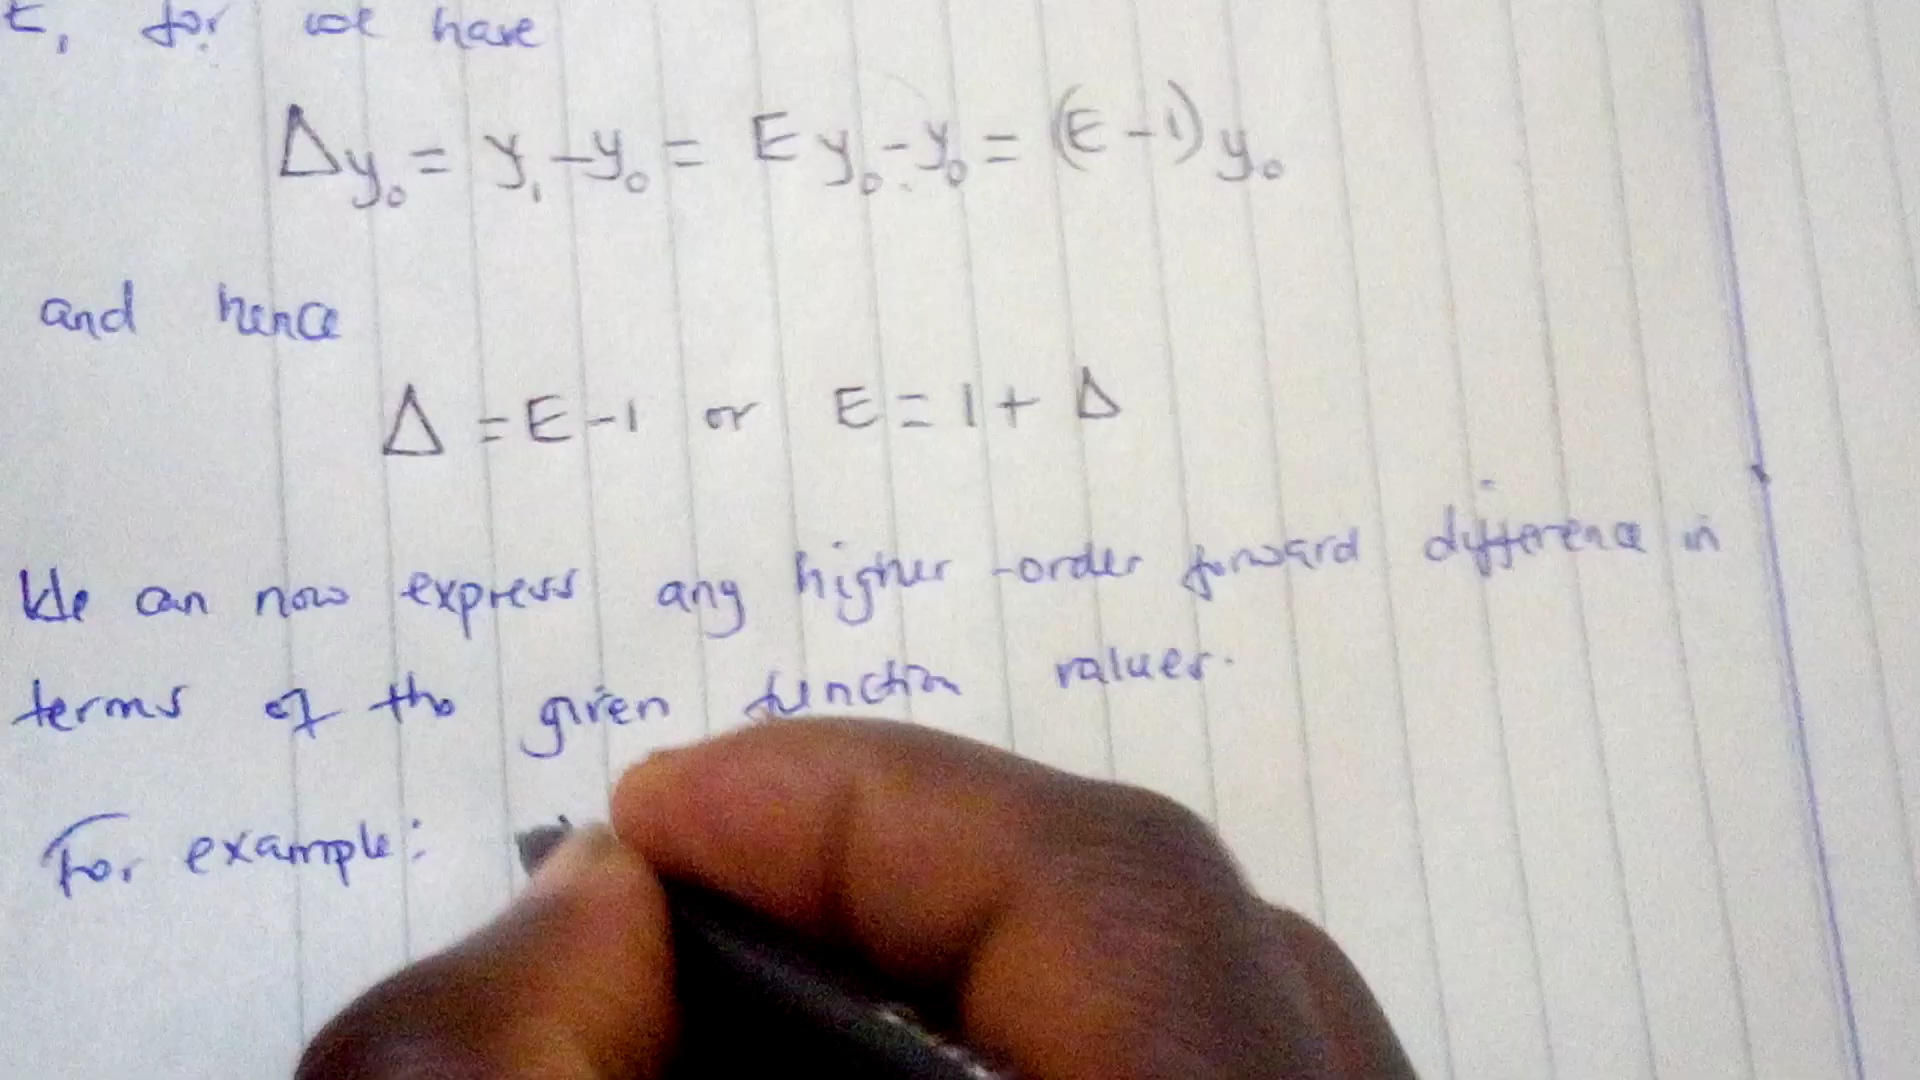 E, for we have
Δy₀ = y₁ - y₀ = Ey₀ - y₀ = (E - 1)y₀
and hence
Δ = E - 1 or E = 1 + Δ
We can now express any higher-order forward difference in
terms of the given function values.
For example: